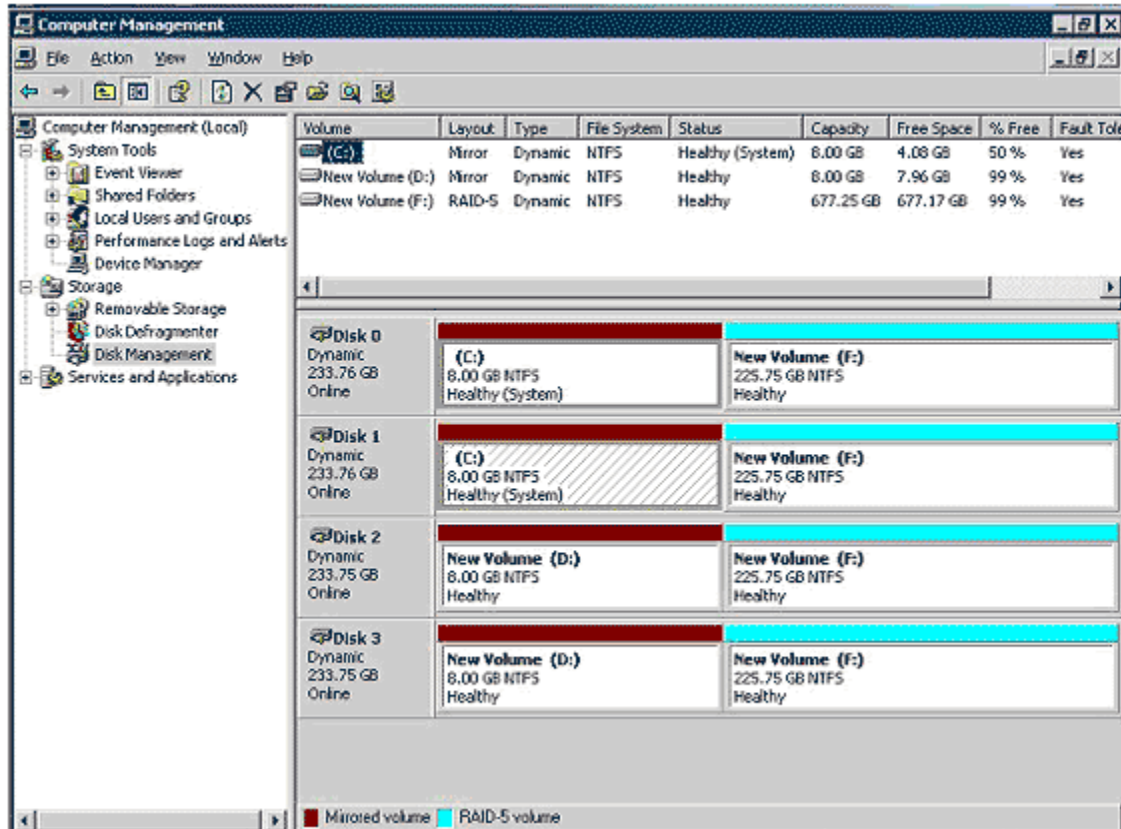 Computer Management
File Action View Window Help
Computer Management (Local)
System Tools
Event Viewer
Shared Folders
Local Users and Groups
Performance Logs and Alerts
Device Manager
Storage
Removable Storage
Disk Defragmenter
Disk Management
Services and Applications
Volume Layout Type File System Status Capacity Free Space % Free Fault Tole
(C:) Mirror Dynamic NTFS Healthy (System) 8.00 GB 4.08 GB 50 % Yes
New Volume (D:) Mirror Dynamic NTFS Healthy 8.00 GB 7.96 GB 99 % Yes
New Volume (F:) RAID-5 Dynamic NTFS Healthy 677.25 GB 677.17 GB 99 % Yes
Disk 0
Dynamic
233.76 GB
Online
(C:)
8.00 GB NTFS
Healthy (System)
New Volume (F:)
225.75 GB NTFS
Healthy
Disk 1
Dynamic
233.76 GB
Online
(C:)
8.00 GB NTFS
Healthy (System)
New Volume (F:)
225.75 GB NTFS
Healthy
Disk 2
Dynamic
233.75 GB
Online
New Volume (D:)
8.00 GB NTFS
Healthy
New Volume (F:)
225.75 GB NTFS
Healthy
Disk 3
Dynamic
233.75 GB
Online
New Volume (D:)
8.00 GB NTFS
Healthy
New Volume (F:)
225.75 GB NTFS
Healthy
Mirrored volume RAID-5 volume